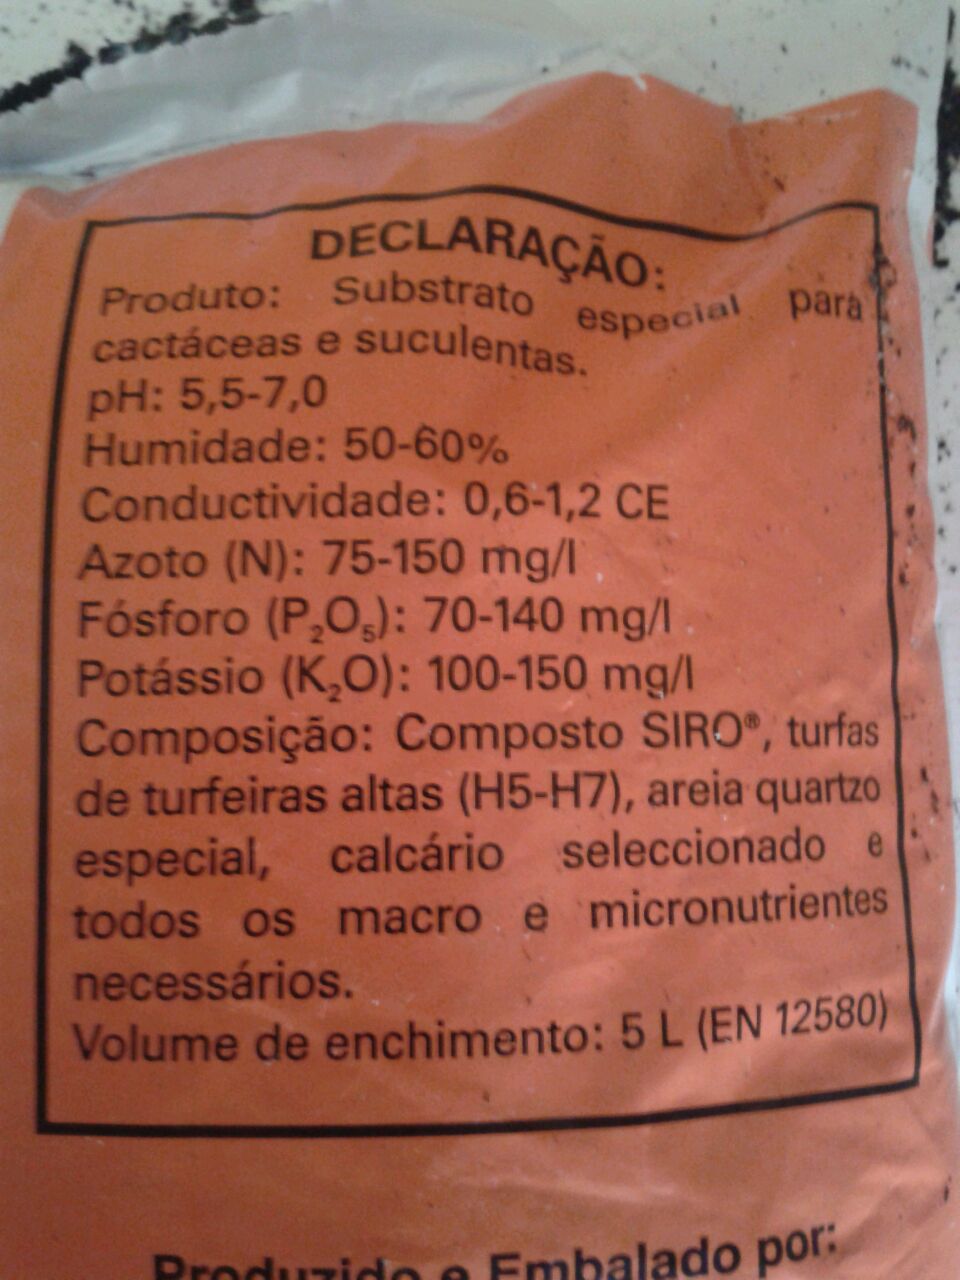 DECLARAÇÃO:
Produto: Substrato especial para
cactáceas e suculentas.
pH: 5,5-7,0
Humidade: 50-60%
Conductividade: 0,6-1,2 CE
Azoto (N): 75-150 mg/l
Fósforo (P₂O₅): 70-140 mg/l
Potássio (K₂O): 100-150 mg/l
Composição: Composto SIRO®, turfas
de turfeiras altas (H5-H7), areia quartzo
especial, calcário seleccionado e
todos os macro e micronutrientes
necessários.
Volume de enchimento: 5 L (EN 12580)
Produzido e Embalado por: